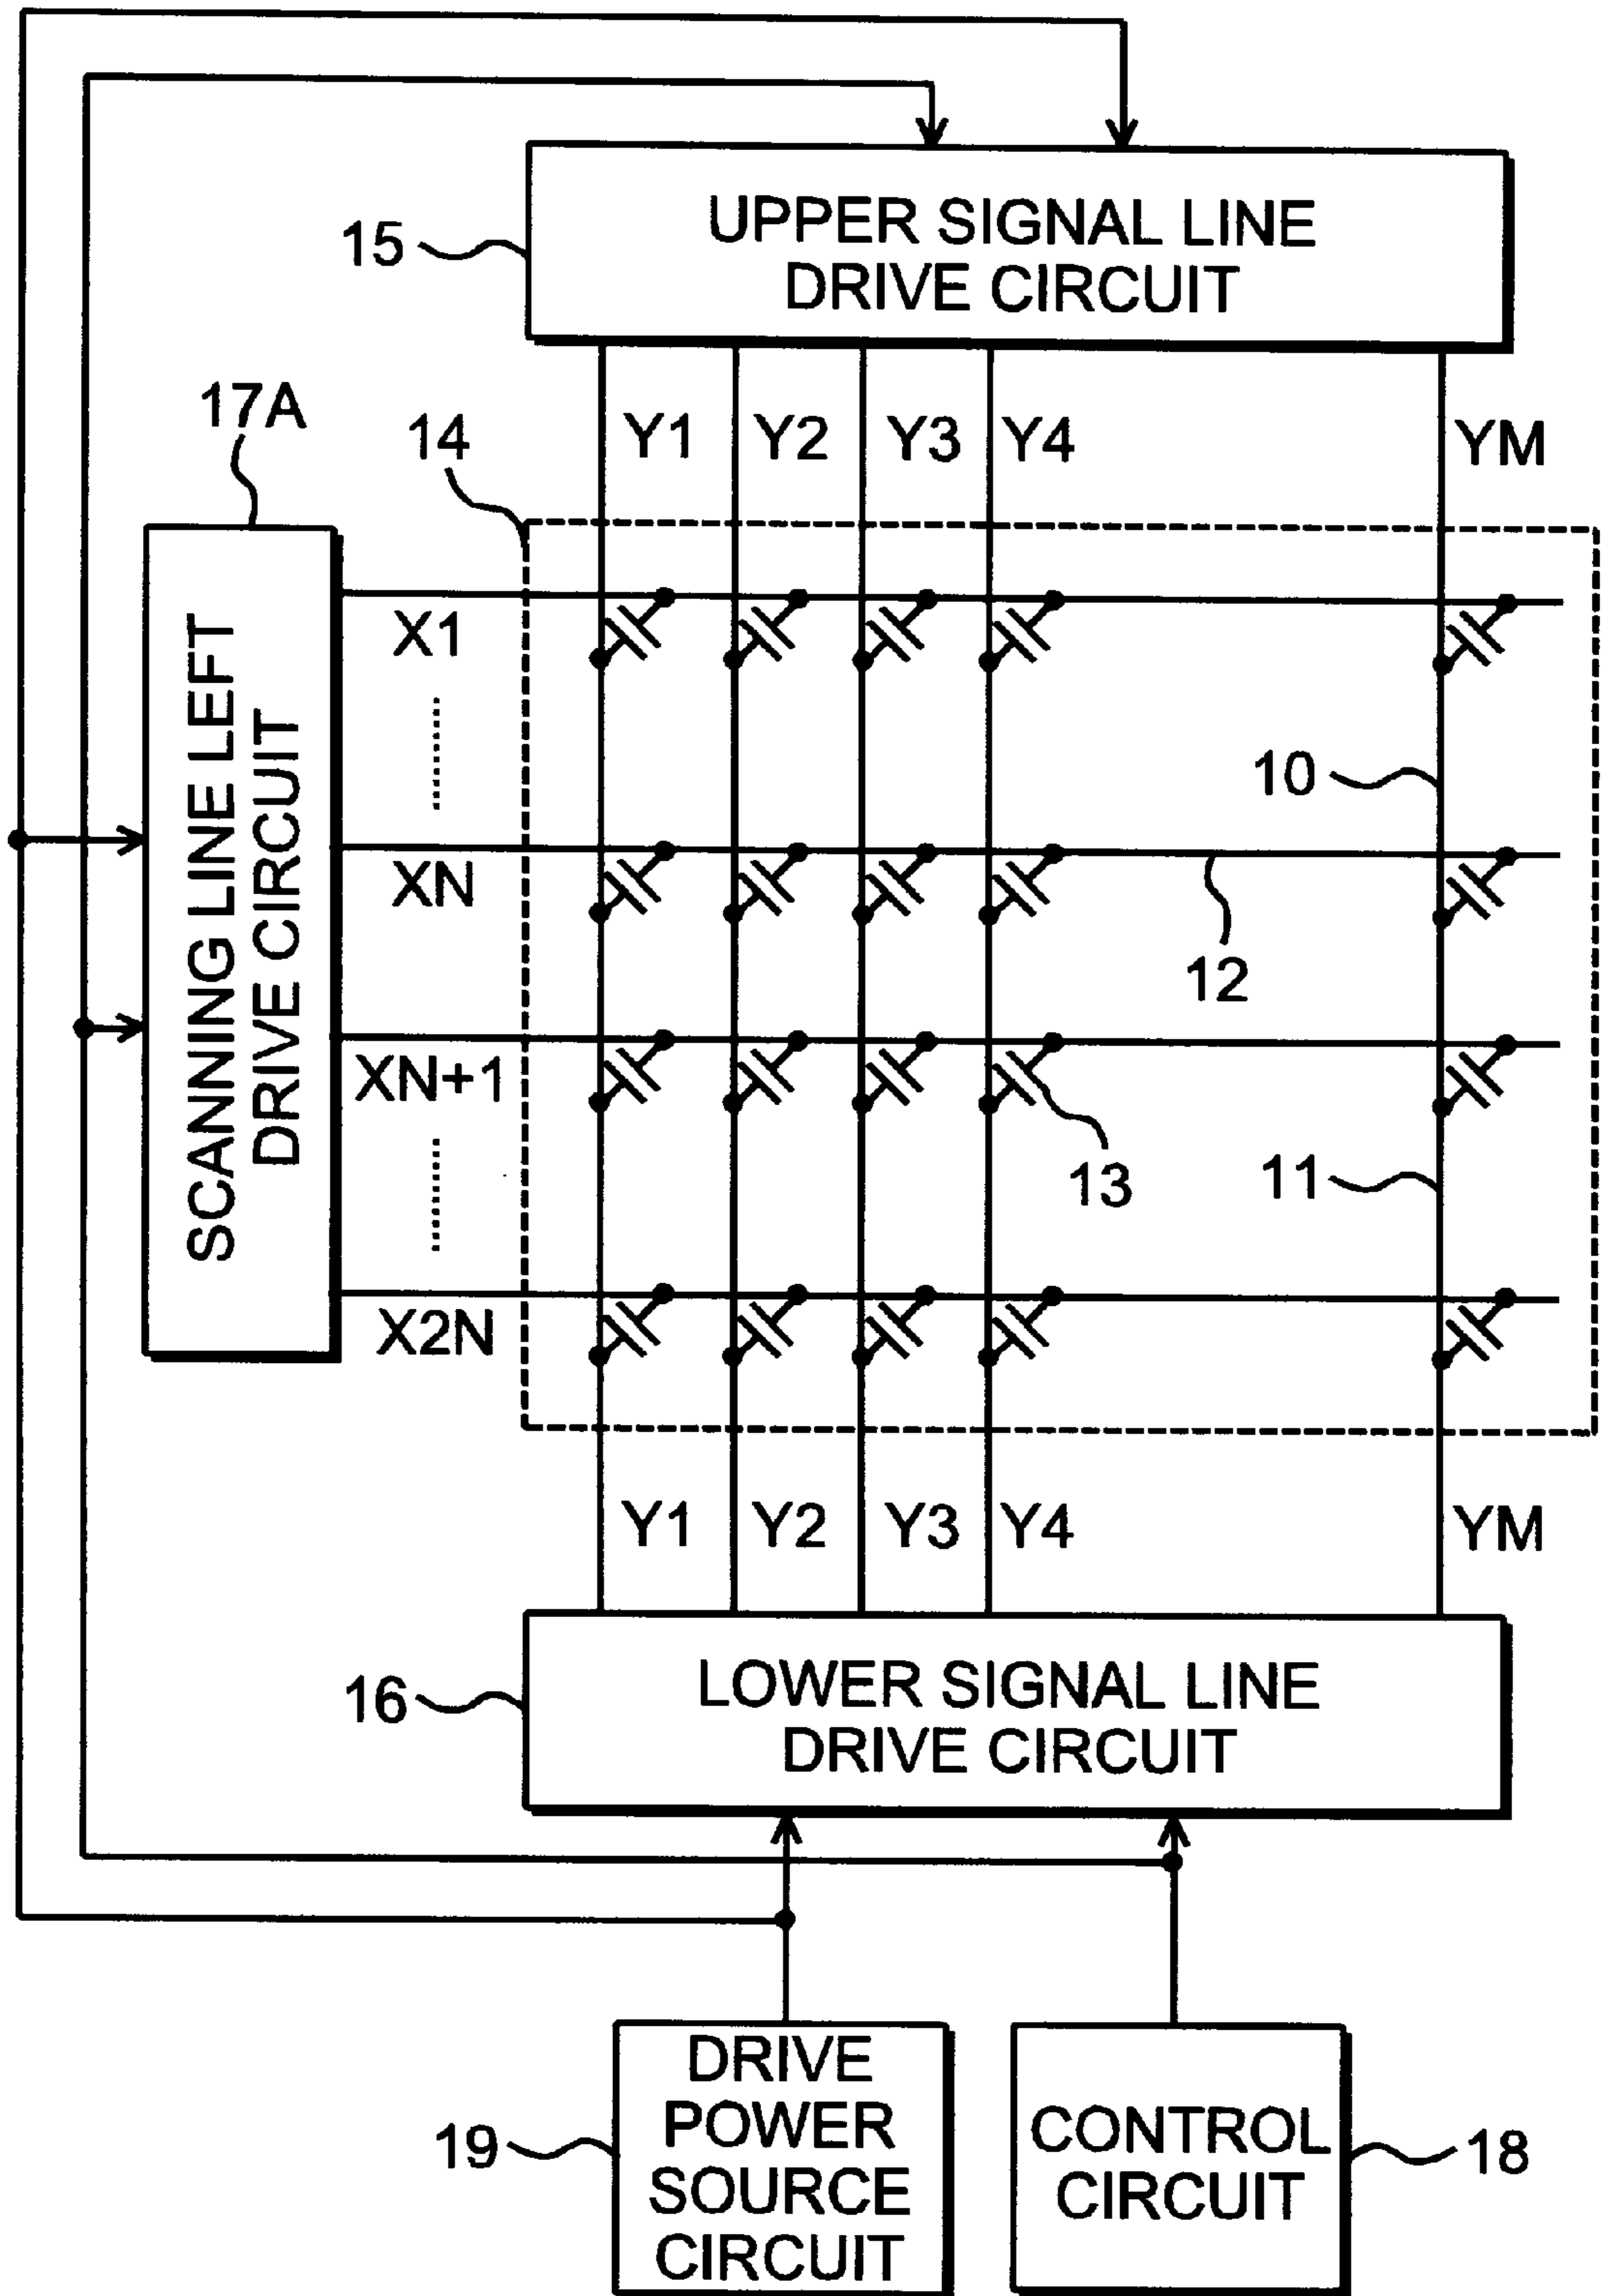 UPPER SIGNAL LINE
DRIVE CIRCUIT
15
17A
14
Y1 Y2 Y3 Y4 YM
SCANNING LINE LEFT
DRIVE CIRCUIT
X1
10
XN
12
XN+1
13
11
X2N
Y1 Y2 Y3 Y4 YM
16
LOWER SIGNAL LINE
DRIVE CIRCUIT
19
DRIVE
POWER
SOURCE
CIRCUIT
CONTROL
CIRCUIT
18